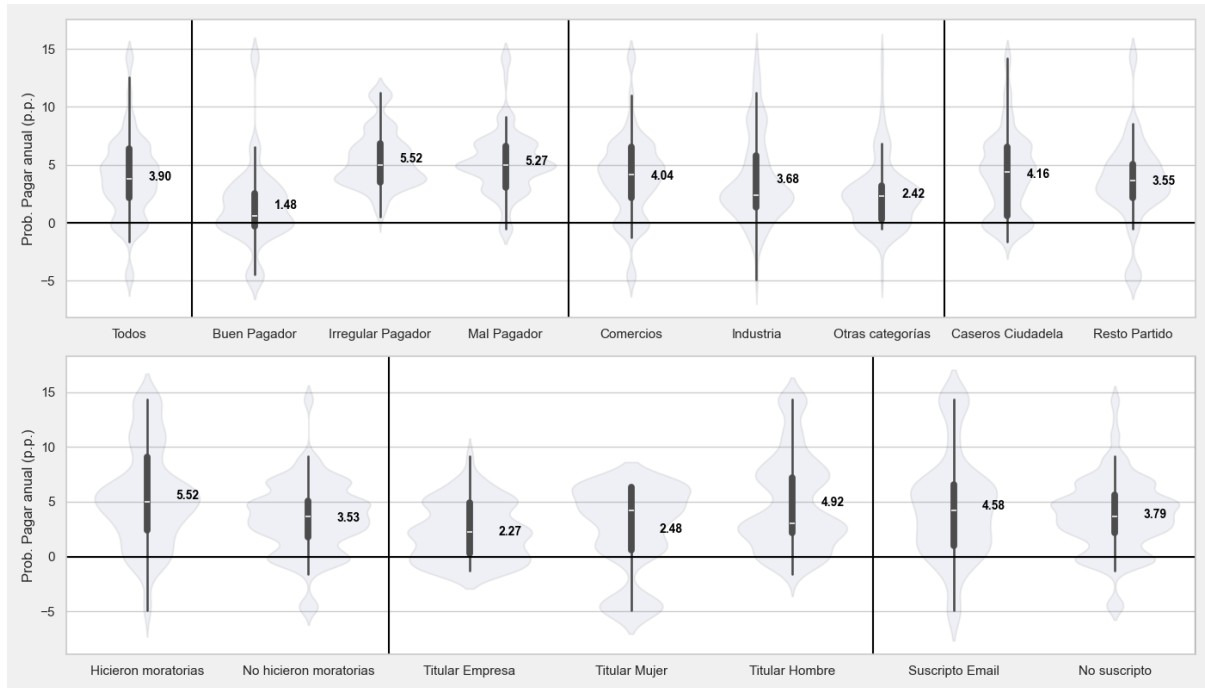 Prob. Pagar anual (p.p.)
15
10
5
0
−5
3.90
1.48
5.52
5.27
4.04
3.68
2.42
4.16
3.55
Todos
Buen Pagador
Irregular Pagador
Mal Pagador
Comercios
Industria
Otras categorías
Caseros Ciudadela
Resto Partido
Prob. Pagar anual (p.p.)
15
10
5
0
−5
5.52
3.53
2.27
2.48
4.92
4.58
3.79
Hicieron moratorias
No hicieron moratorias
Titular Empresa
Titular Mujer
Titular Hombre
Suscripto Email
No suscripto